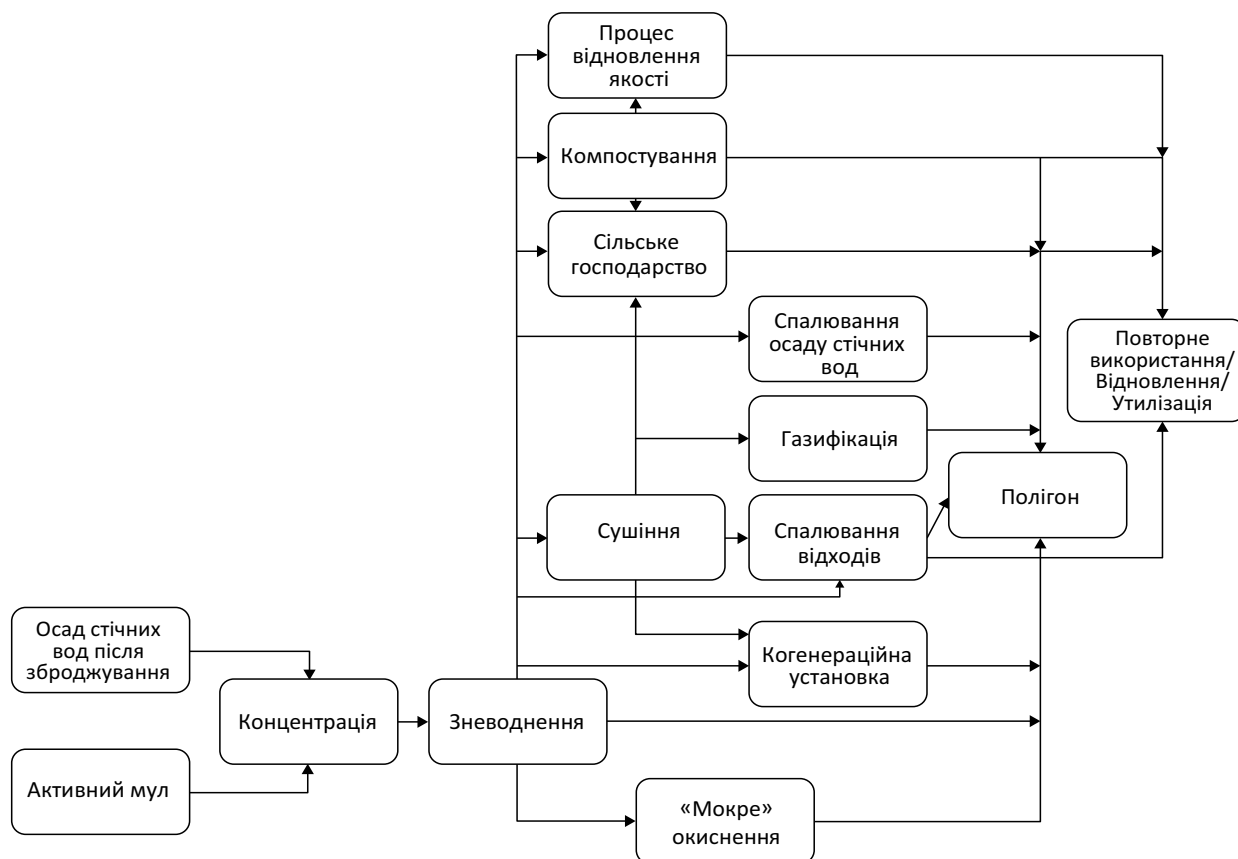 Процес
відновлення
якості
Компостування
Сільське
господарство
Спалювання
осаду стічних
вод
Повторне
використання/
Відновлення/
Утилізація
Газифікація
Полігон
Сушіння
Спалювання
відходів
Осад стічних
вод після
зброджування
Когенераційна
установка
Концентрація
Зневоднення
Активний мул
«Мокре»
окиснення